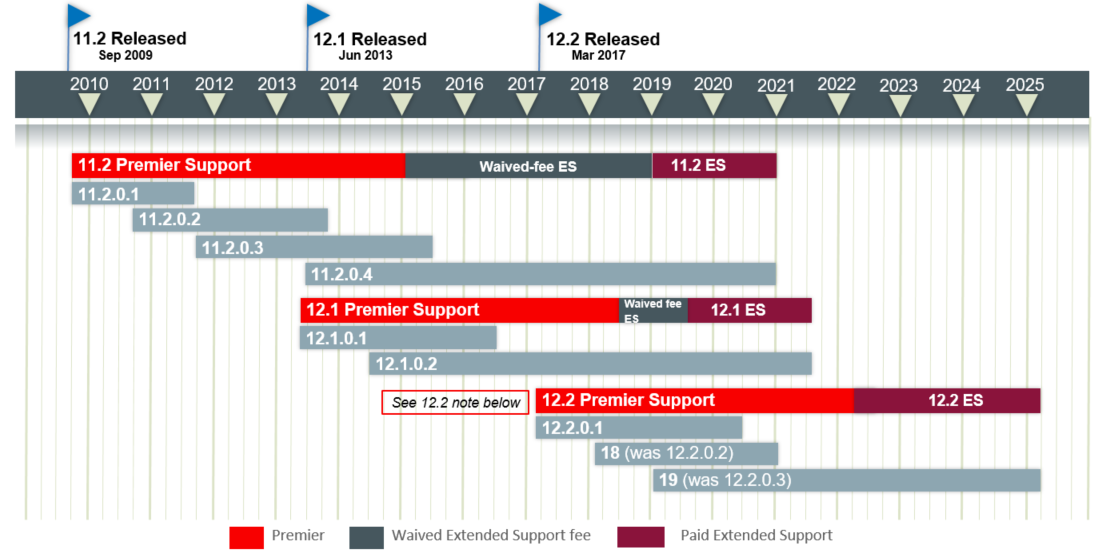 11.2 Released
Sep 2009
12.1 Released
Jun 2013
12.2 Released
Mar 2017
2010 2011 2012 2013 2014 2015 2016 2017 2018 2019 2020 2021 2022 2023 2024 2025
11.2 Premier Support Waived-fee ES 11.2 ES
11.2.0.1
11.2.0.2
11.2.0.3
11.2.0.4
12.1 Premier Support
Waived fee
ES
12.1 ES
12.1.0.1
12.1.0.2
See 12.2 note below
12.2 Premier Support 12.2 ES
12.2.0.1
18 (was 12.2.0.2)
19 (was 12.2.0.3)
Premier Waived Extended Support fee Paid Extended Support